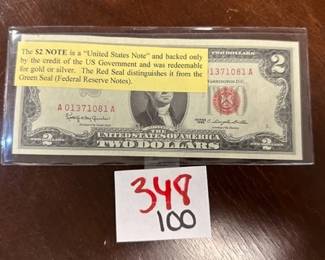 The $2 NOTE is a "United States Note" and backed only
by the credit of the US Government and was redeemable
for gold or silver. The Red Seal distinguishes it from the
Green Seal (Federal Reserve Notes).
2
01371081 A
WASHINGTON, D.C.
A 01371081 A
2
SERIES
THE
UNITED STATES OF AMERICA
TWO DOLLARS
348
100